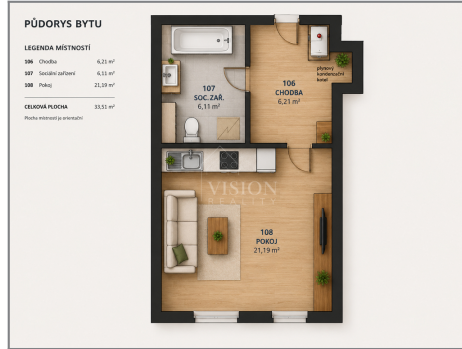 PŮDORYS BYTU
LEGENDA MÍSTNOSTÍ
106 Chodba 6,21 m²
107 Sociální zařízení 6,11 m²
108 Pokoj 21,19 m²
CELKOVÁ PLOCHA 33,51 m²
Plocha místností je orientační
107
SOC. ZAŘ.
6,11 m²
106
CHODBA
6,21 m²
plynový
kondenzační
kotel
VISION
REALITY
108
POKOJ
21,19 m²